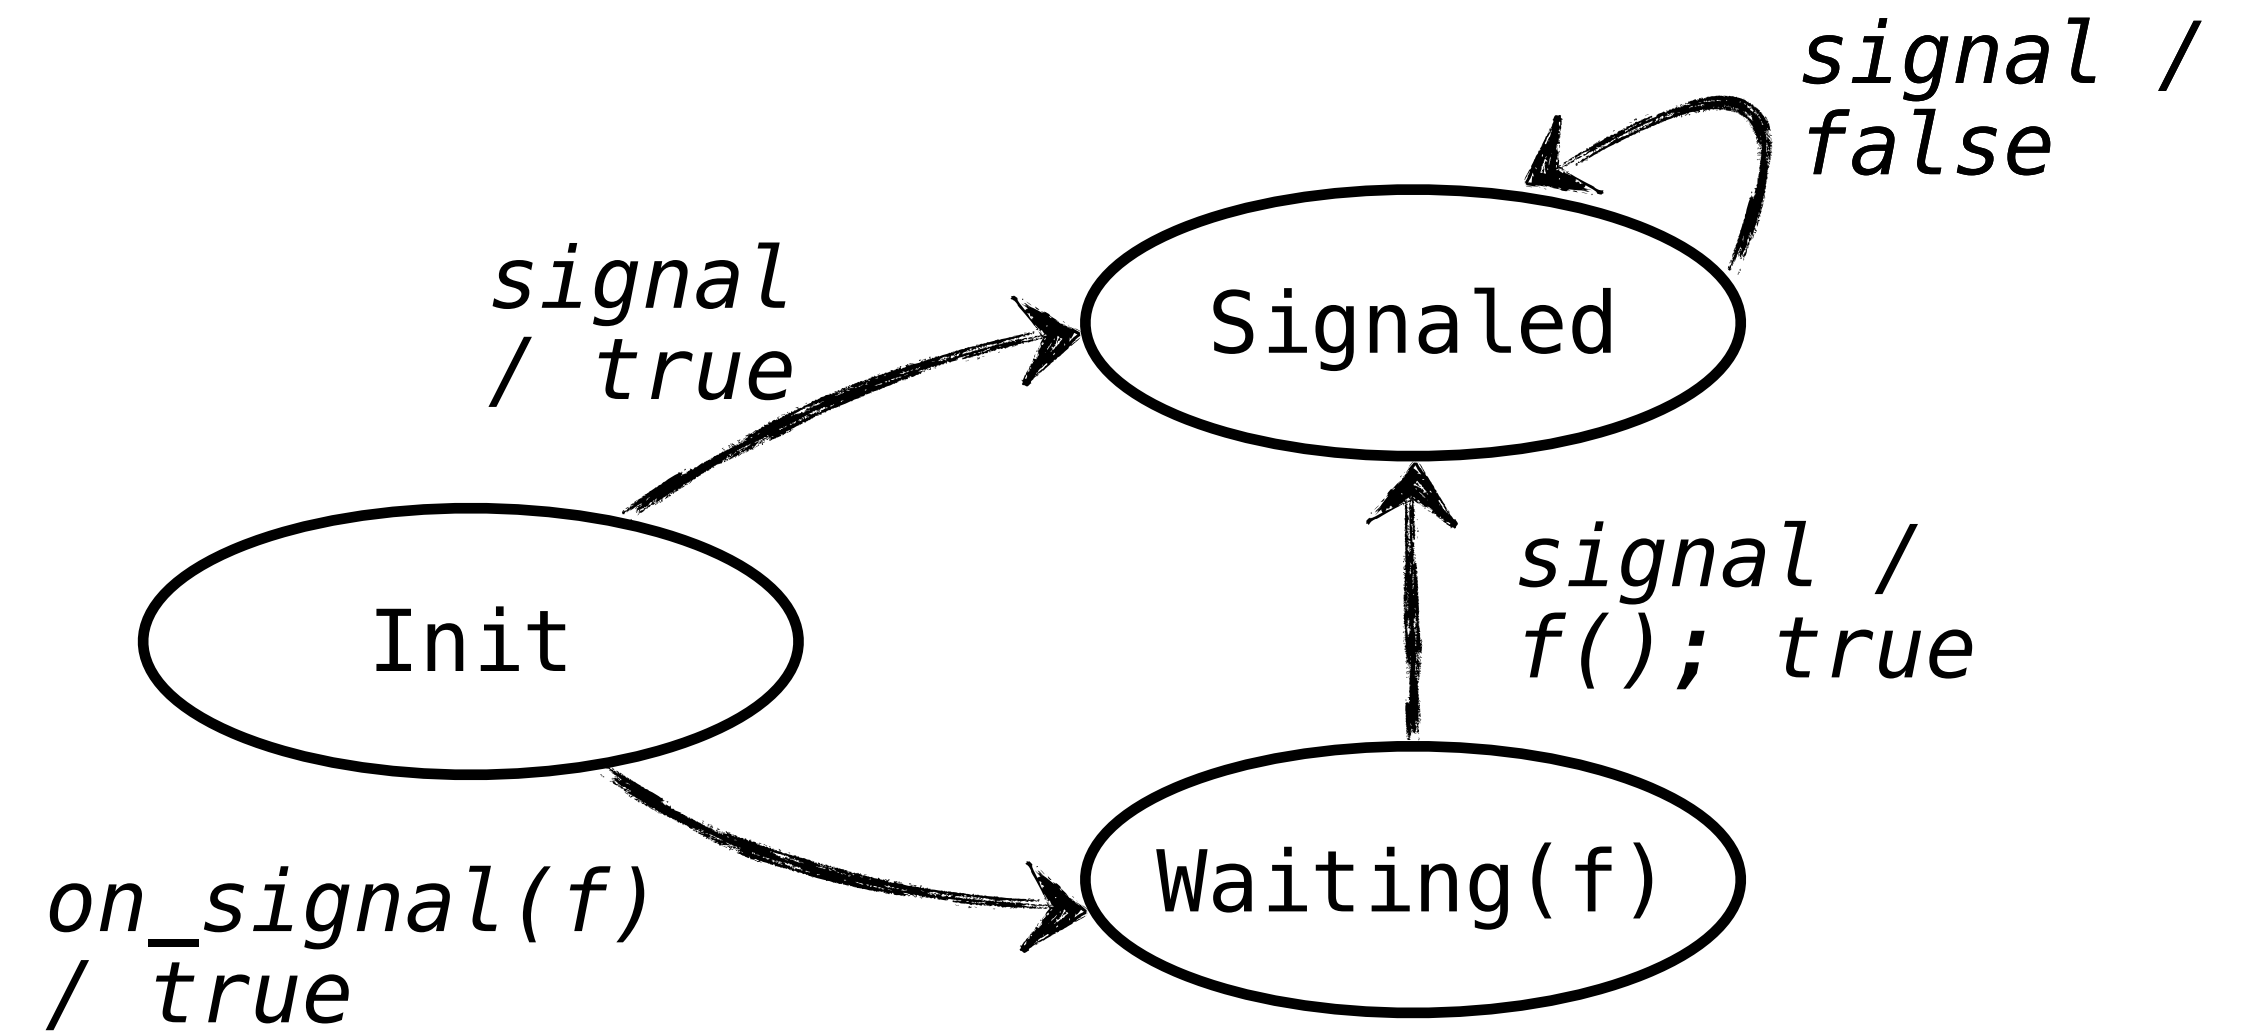 signal /
false
signal
/ true
Signaled
signal /
f(); true
Init
Waiting(f)
on_signal(f)
/ true